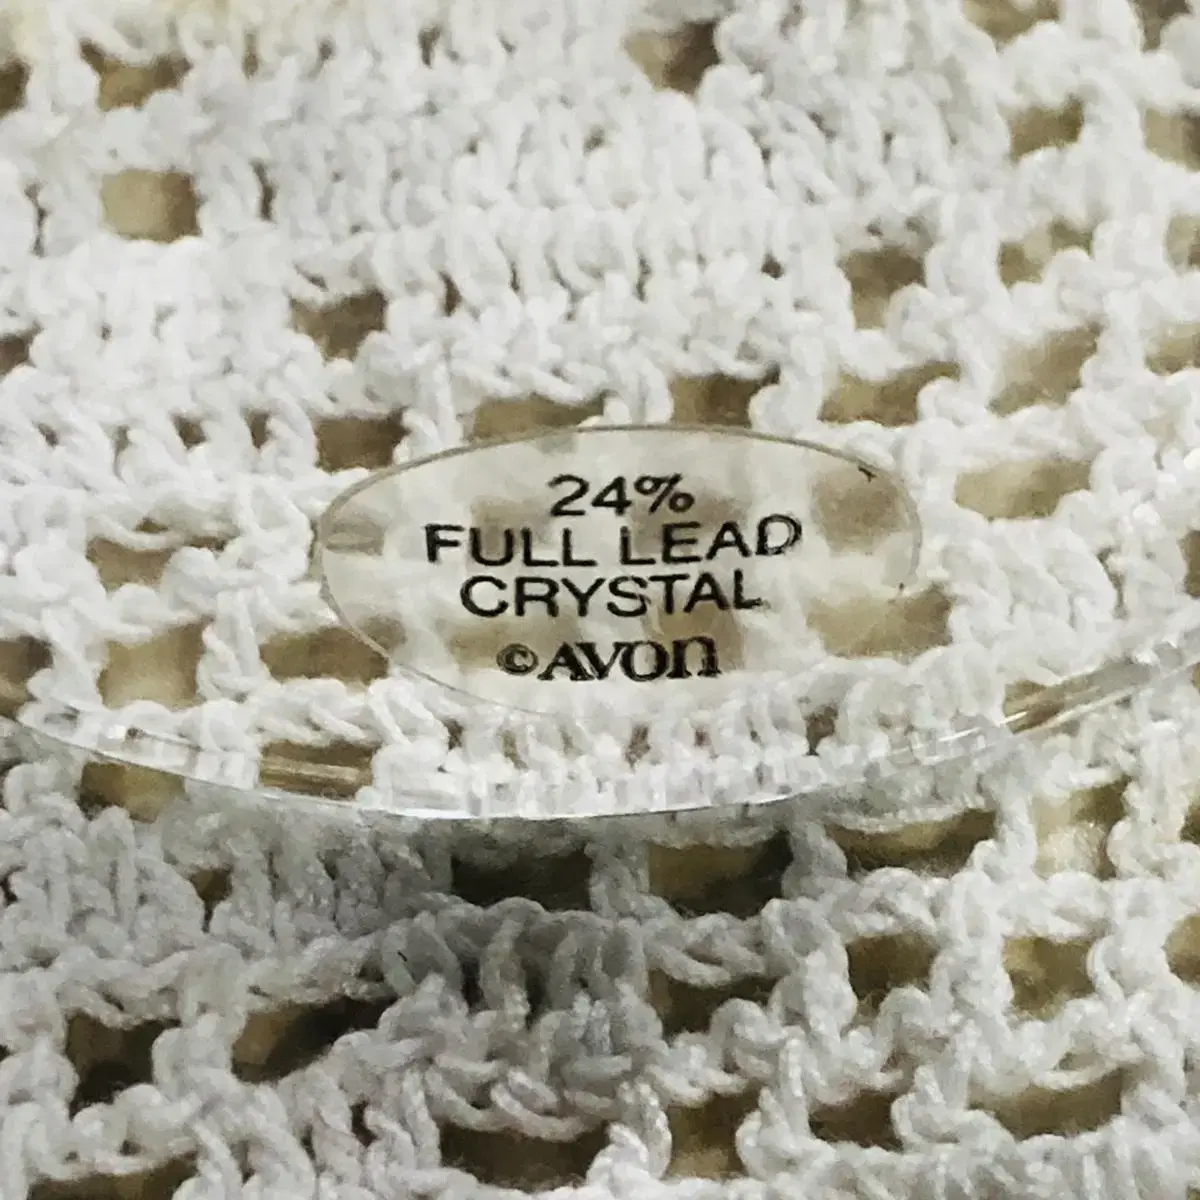 24%
FULL LEAD
CRYSTAL
©AVON